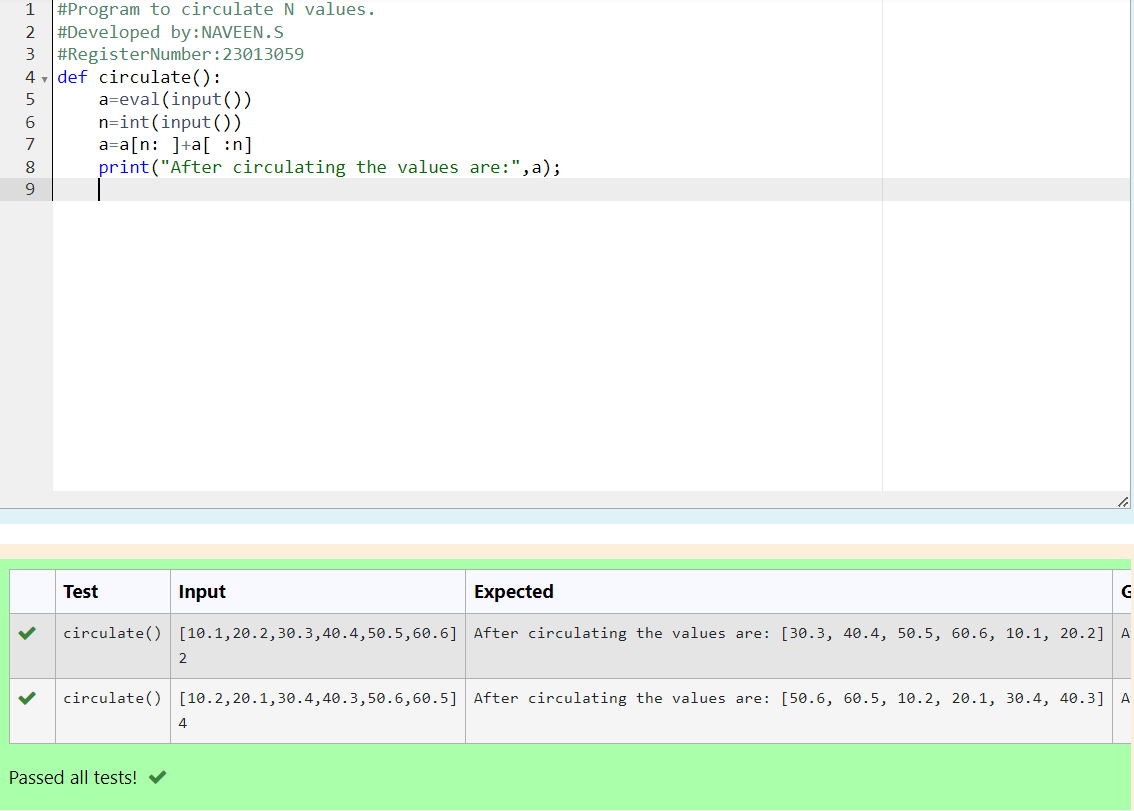 1 #Program to circulate N values.
2 #Developed by:NAVEEN.S
3 #RegisterNumber:23013059
4 def circulate():
5     a=eval(input())
6     n=int(input())
7     a=a[n: ]+a[ :n]
8     print("After circulating the values are:",a);
9
Test Input Expected
circulate() [10.1,20.2,30.3,40.4,50.5,60.6] After circulating the values are: [30.3, 40.4, 50.5, 60.6, 10.1, 20.2]
2
circulate() [10.2,20.1,30.4,40.3,50.6,60.5] After circulating the values are: [50.6, 60.5, 10.2, 20.1, 30.4, 40.3]
4
Passed all tests!